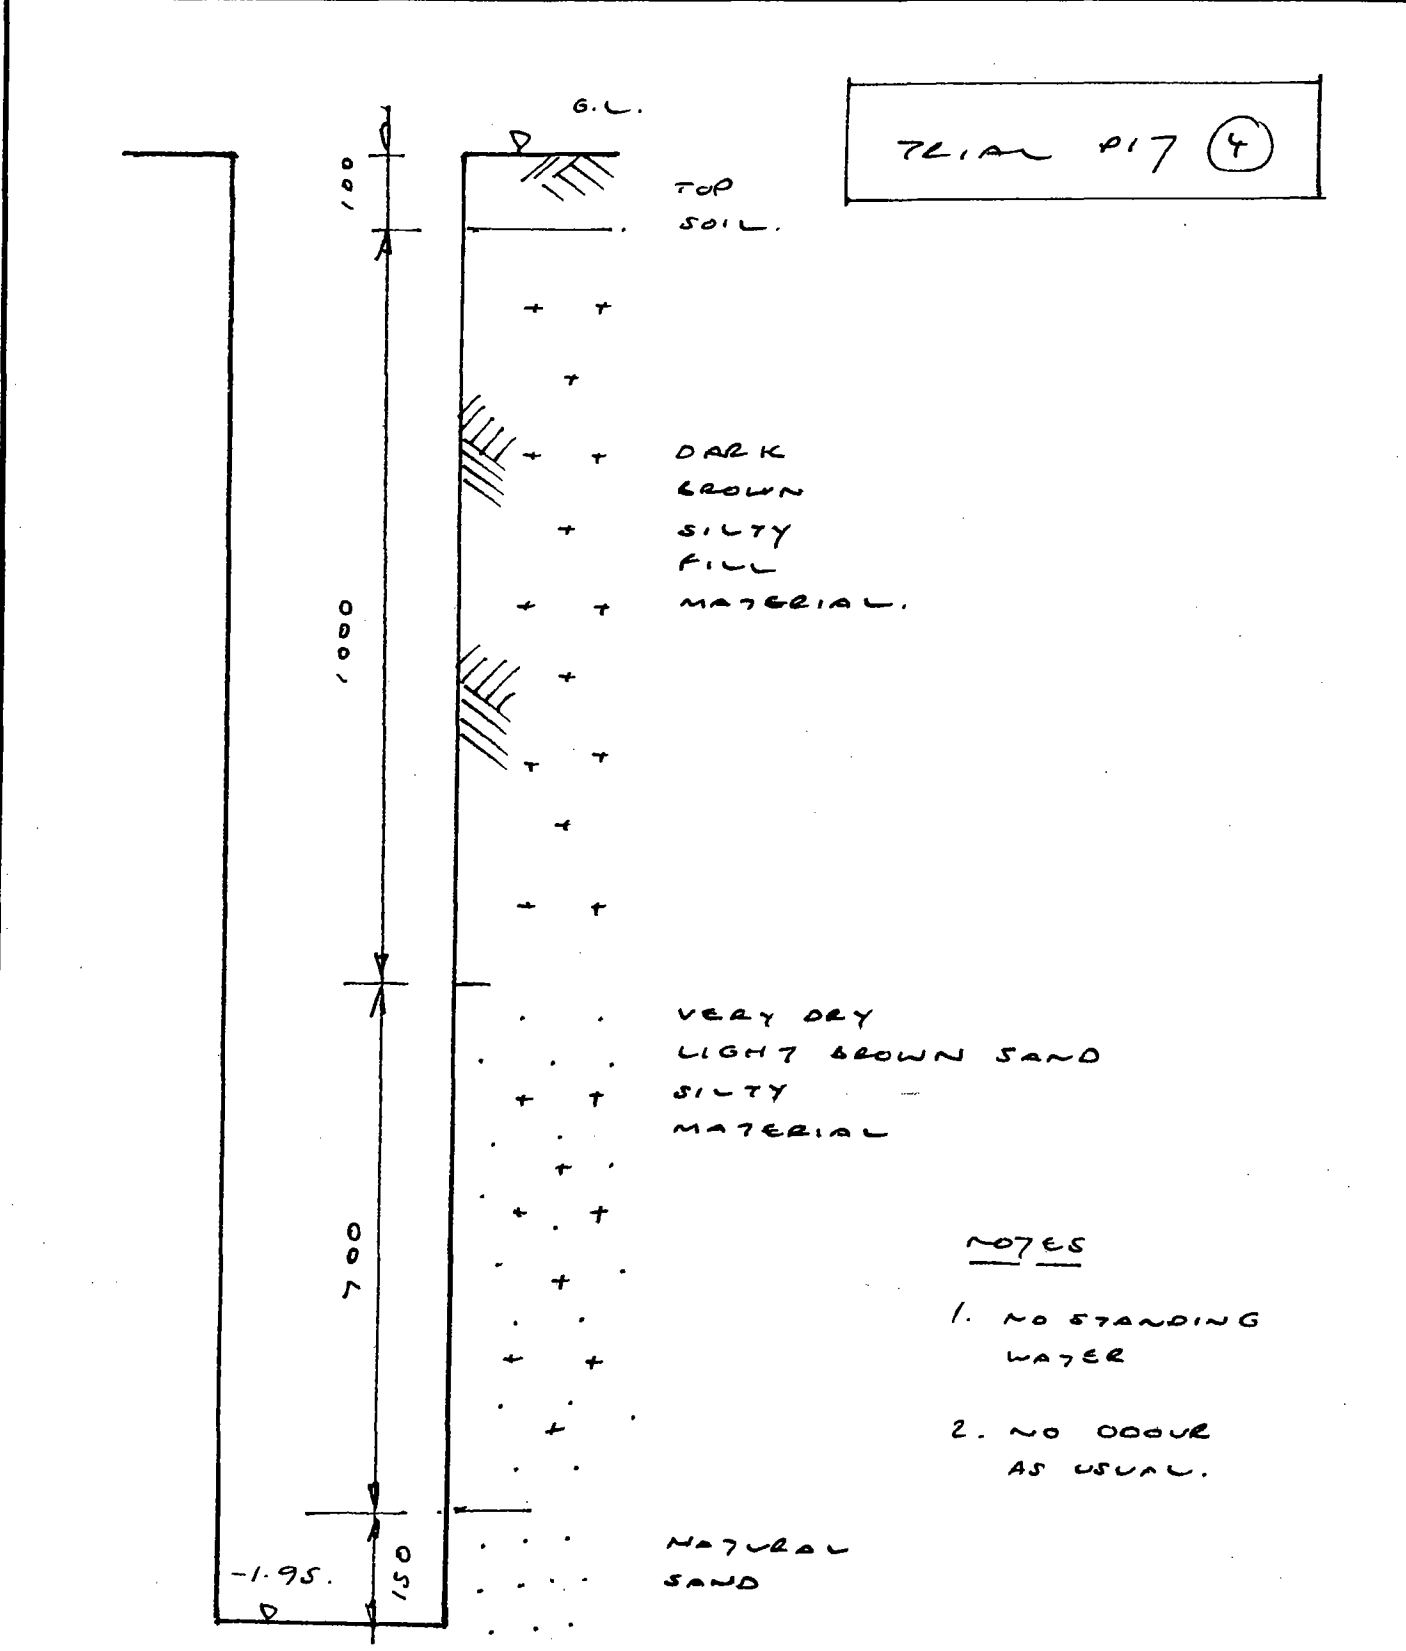 G.L.
TRIAL PIT 4
100
TOP
SOIL.
1000
DARK
BROWN
SILTY
FILL
MATERIAL.
VERY DRY
LIGHT BROWN SAND
SILTY
MATERIAL
700
NOTES
1. NO STANDING
WATER
2. NO ODOUR
AS USUAL.
NATURAL
SAND
-1.95.
150